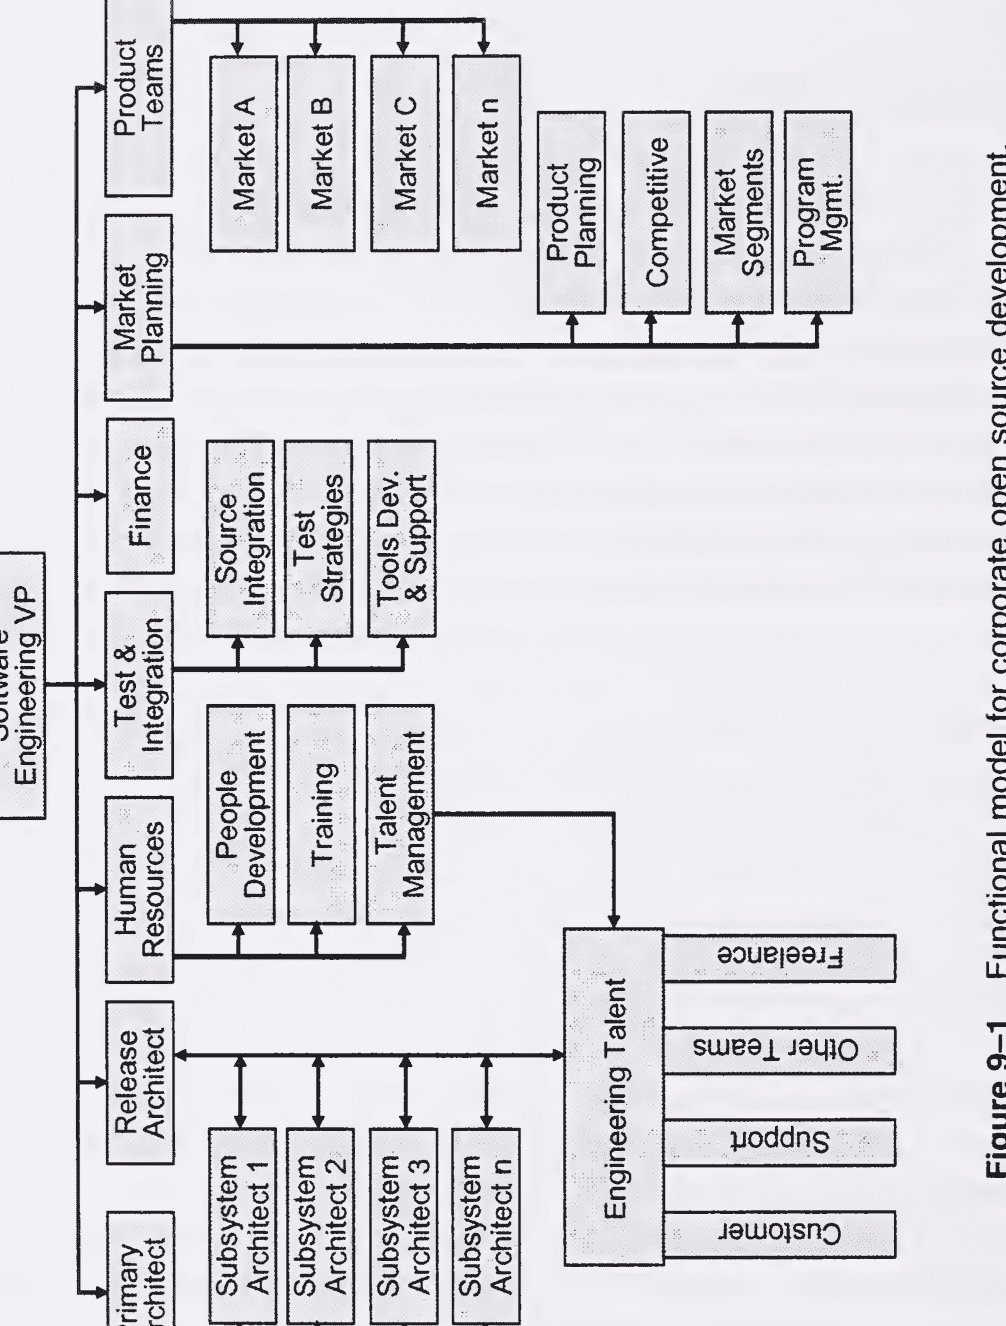 Engineering VP
Release
Architect
Human
Resources
Test &
Integration
Finance
Market
Planning
Product
Teams
Subsystem
Architect 1
Subsystem
Architect 2
Subsystem
Architect 3
Subsystem
Architect n
People
Development
Training
Talent
Management
Source
Integration
Test
Strategies
Tools Dev.
& Support
Market A
Market B
Market C
Market n
Product
Planning
Competitive
Market
Segments
Program
Mgmt.
Engineering Talent
Customer
Support
Other Teams
Freelance
Figure 9–1 Functional model for corporate open source development.